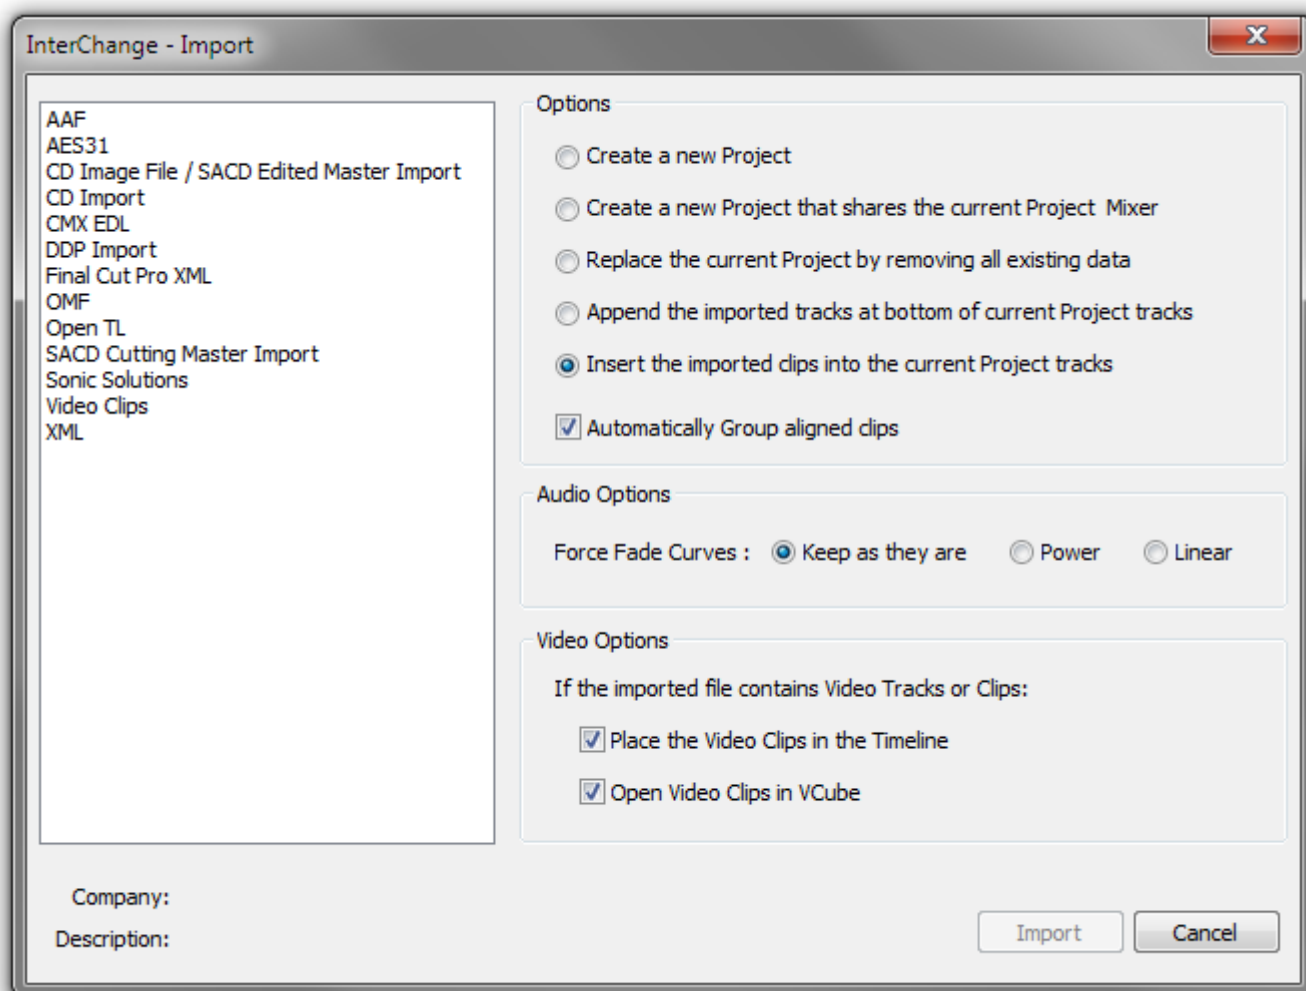 InterChange - Import
AAF
AES31
CD Image File / SACD Edited Master Import
CD Import
CMX EDL
DDP Import
Final Cut Pro XML
OMF
Open TL
SACD Cutting Master Import
Sonic Solutions
Video Clips
XML
Options
Create a new Project
Create a new Project that shares the current Project Mixer
Replace the current Project by removing all existing data
Append the imported tracks at bottom of current Project tracks
Insert the imported clips into the current Project tracks
Automatically Group aligned clips
Audio Options
Force Fade Curves : Keep as they are Power Linear
Video Options
If the imported file contains Video Tracks or Clips:
Place the Video Clips in the Timeline
Open Video Clips in VCube
Company:
Description:
Import Cancel